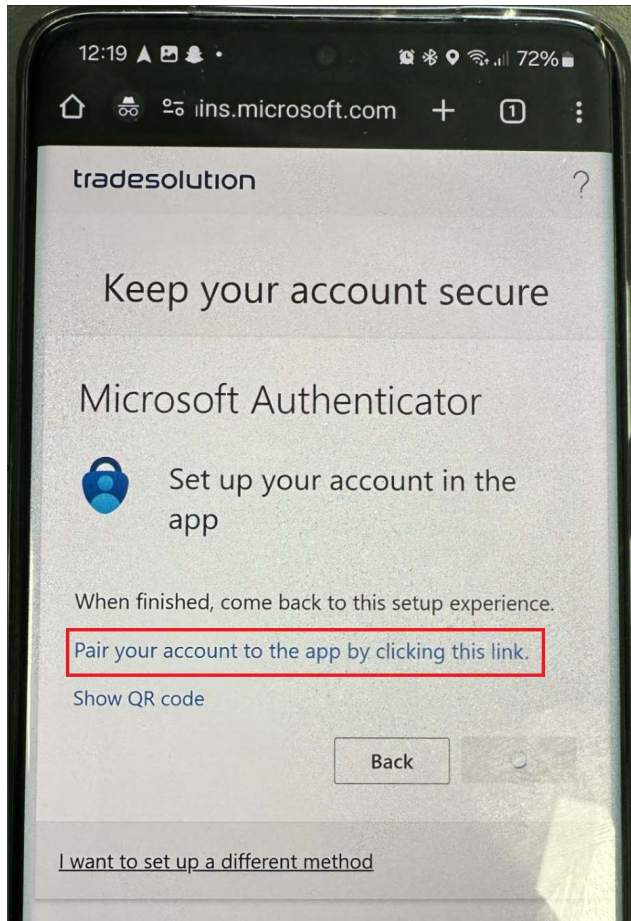 12:19 72%
ins.microsoft.com 1
tradesolution ?
Keep your account secure
Microsoft Authenticator
Set up your account in the
app
When finished, come back to this setup experience.
Pair your account to the app by clicking this link.
Show QR code
Back
I want to set up a different method